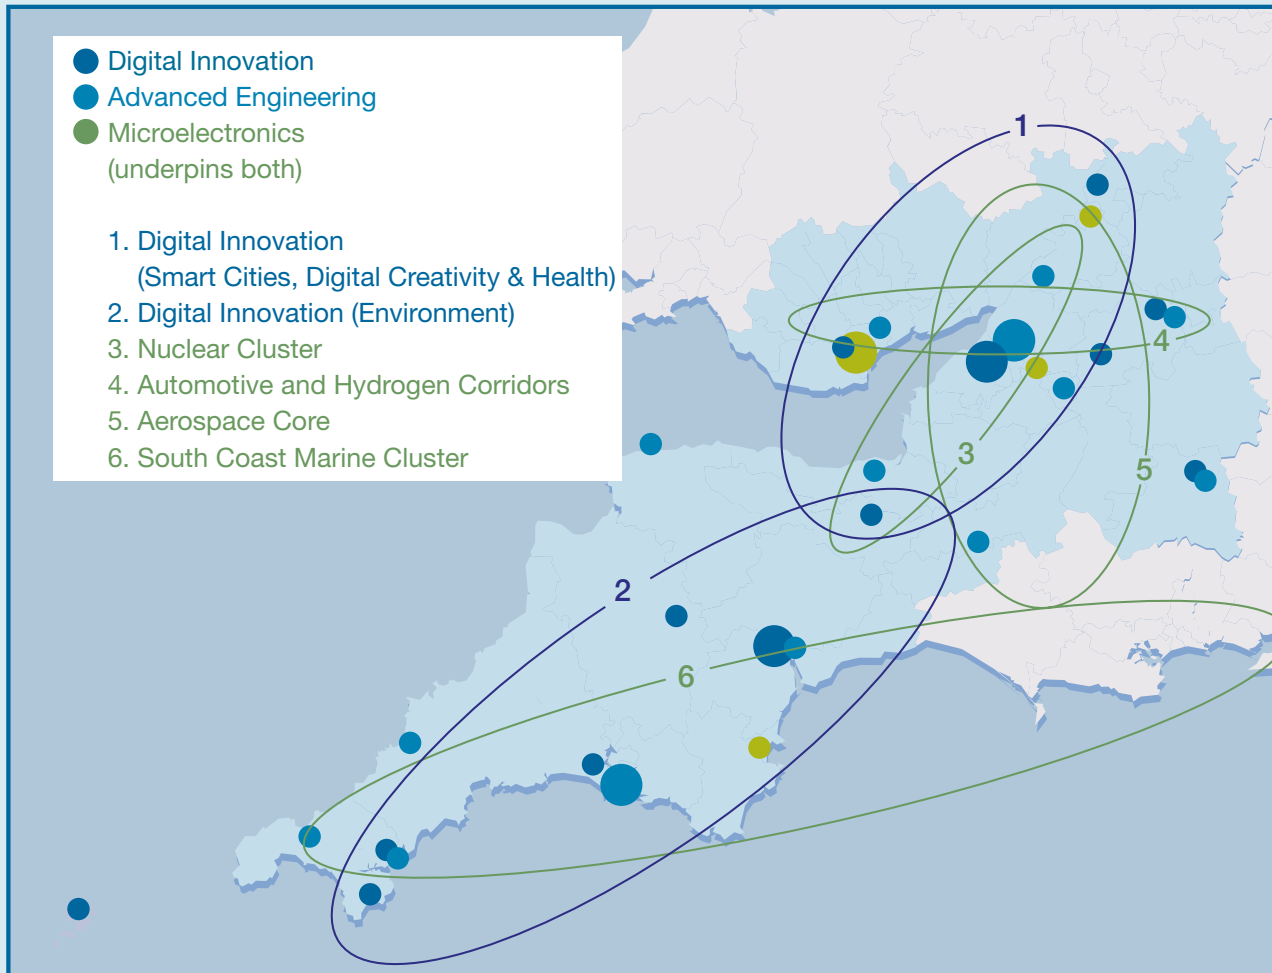 Digital Innovation
Advanced Engineering
Microelectronics
(underpins both)
1. Digital Innovation
(Smart Cities, Digital Creativity & Health)
2. Digital Innovation (Environment)
3. Nuclear Cluster
4. Automotive and Hydrogen Corridors
5. Aerospace Core
6. South Coast Marine Cluster
1
4
3
5
2
6